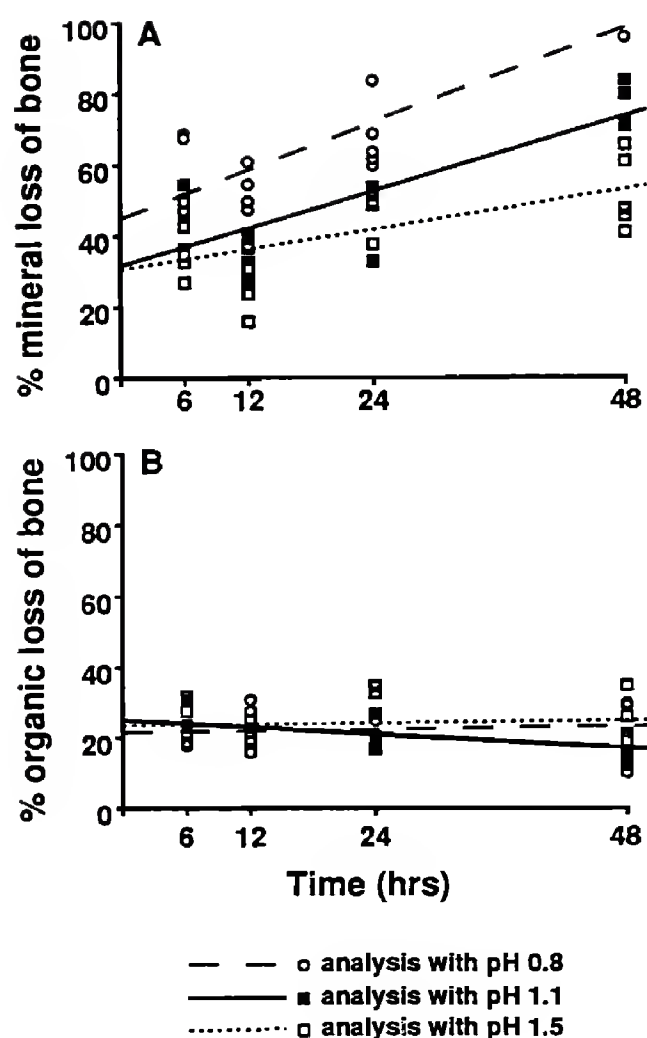 A
% mineral loss of bone
100
80
60
40
20
0
6 12 24 48
B
% organic loss of bone
100
80
60
40
20
0
6 12 24 48
Time (hrs)
analysis with pH 0.8
analysis with pH 1.1
analysis with pH 1.5